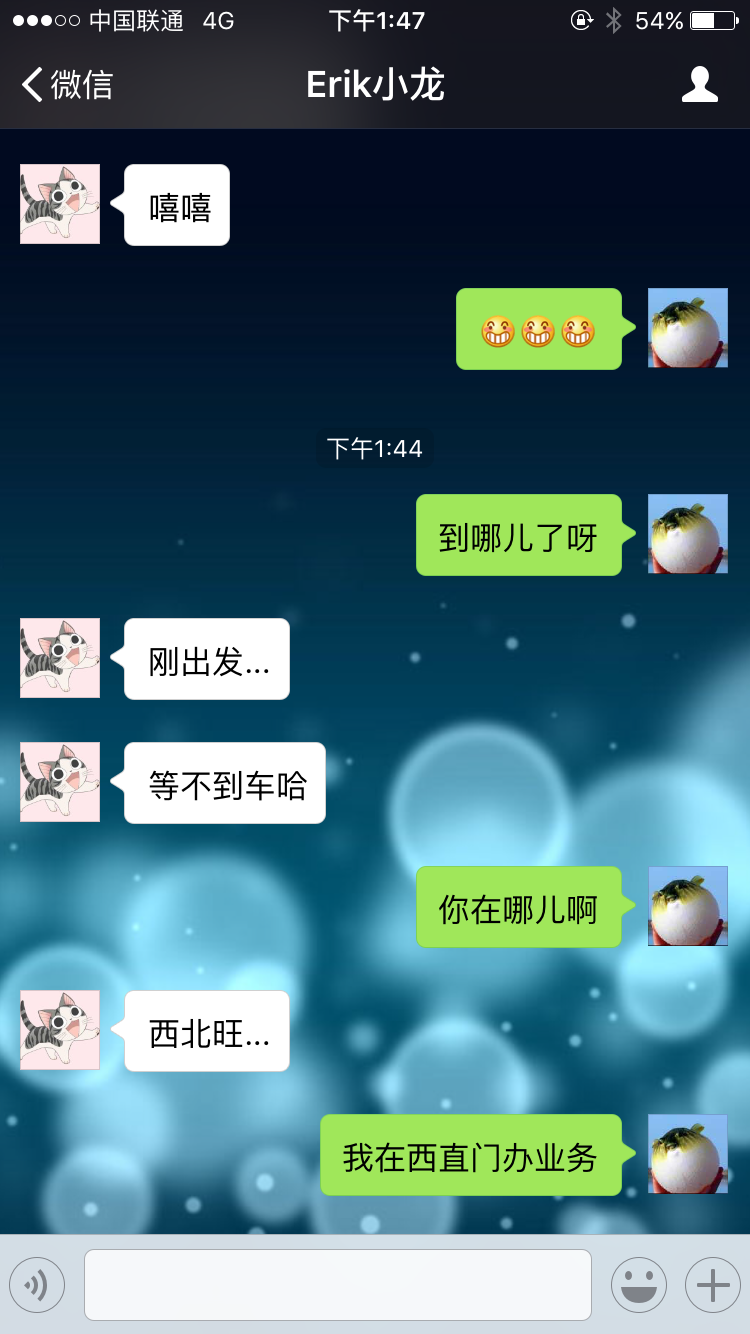 中国联通 4G 下午1:47 54%
微信 Erik小龙
嘻嘻
😁😁😁
下午1:44
到哪儿了呀
刚出发...
等不到车哈
你在哪儿啊
西北旺...
我在西直门办业务